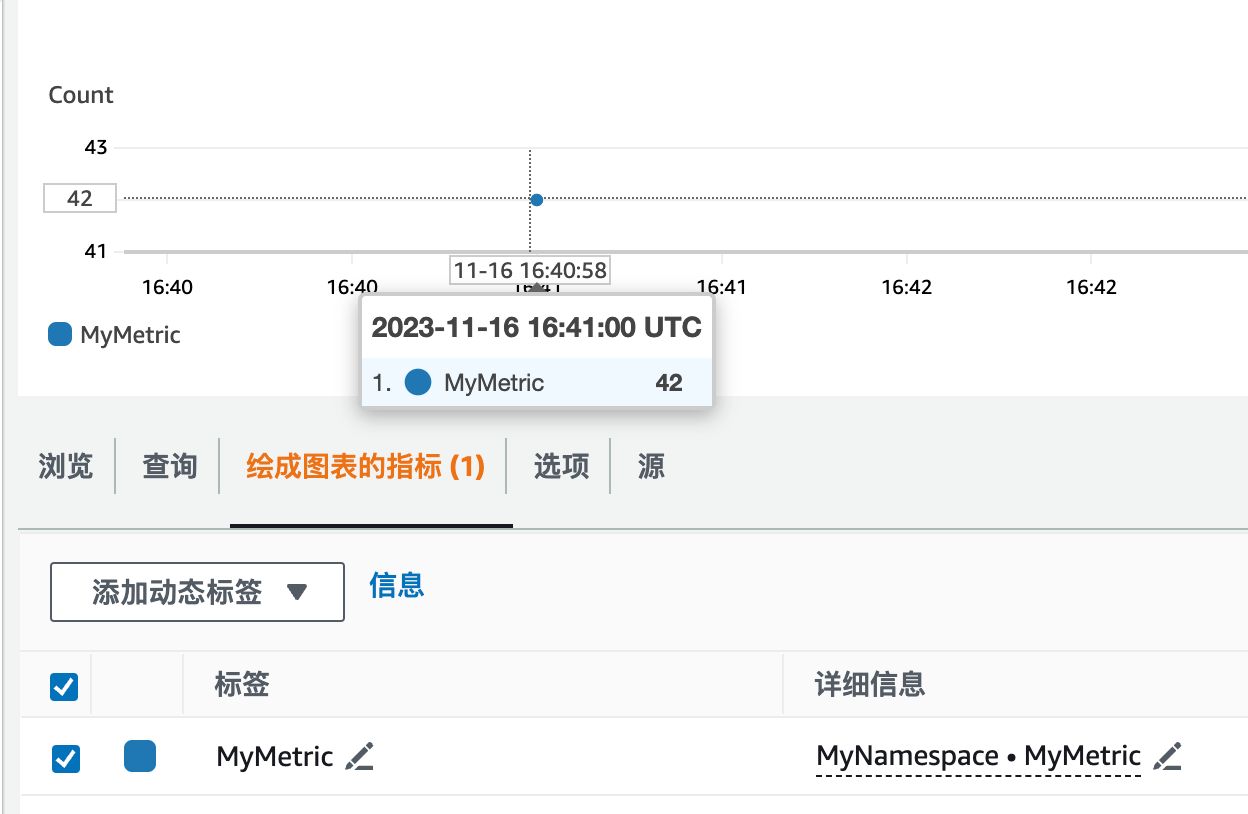 Count
43
42
41
11-16 16:40:58
16:40 16:40 16:41 16:41 16:42 16:42
MyMetric
2023-11-16 16:41:00 UTC
1. MyMetric 42
浏览 查询 绘成图表的指标 (1) 选项 源
添加动态标签 ▼ 信息
标签 详细信息
MyMetric MyNamespace • MyMetric